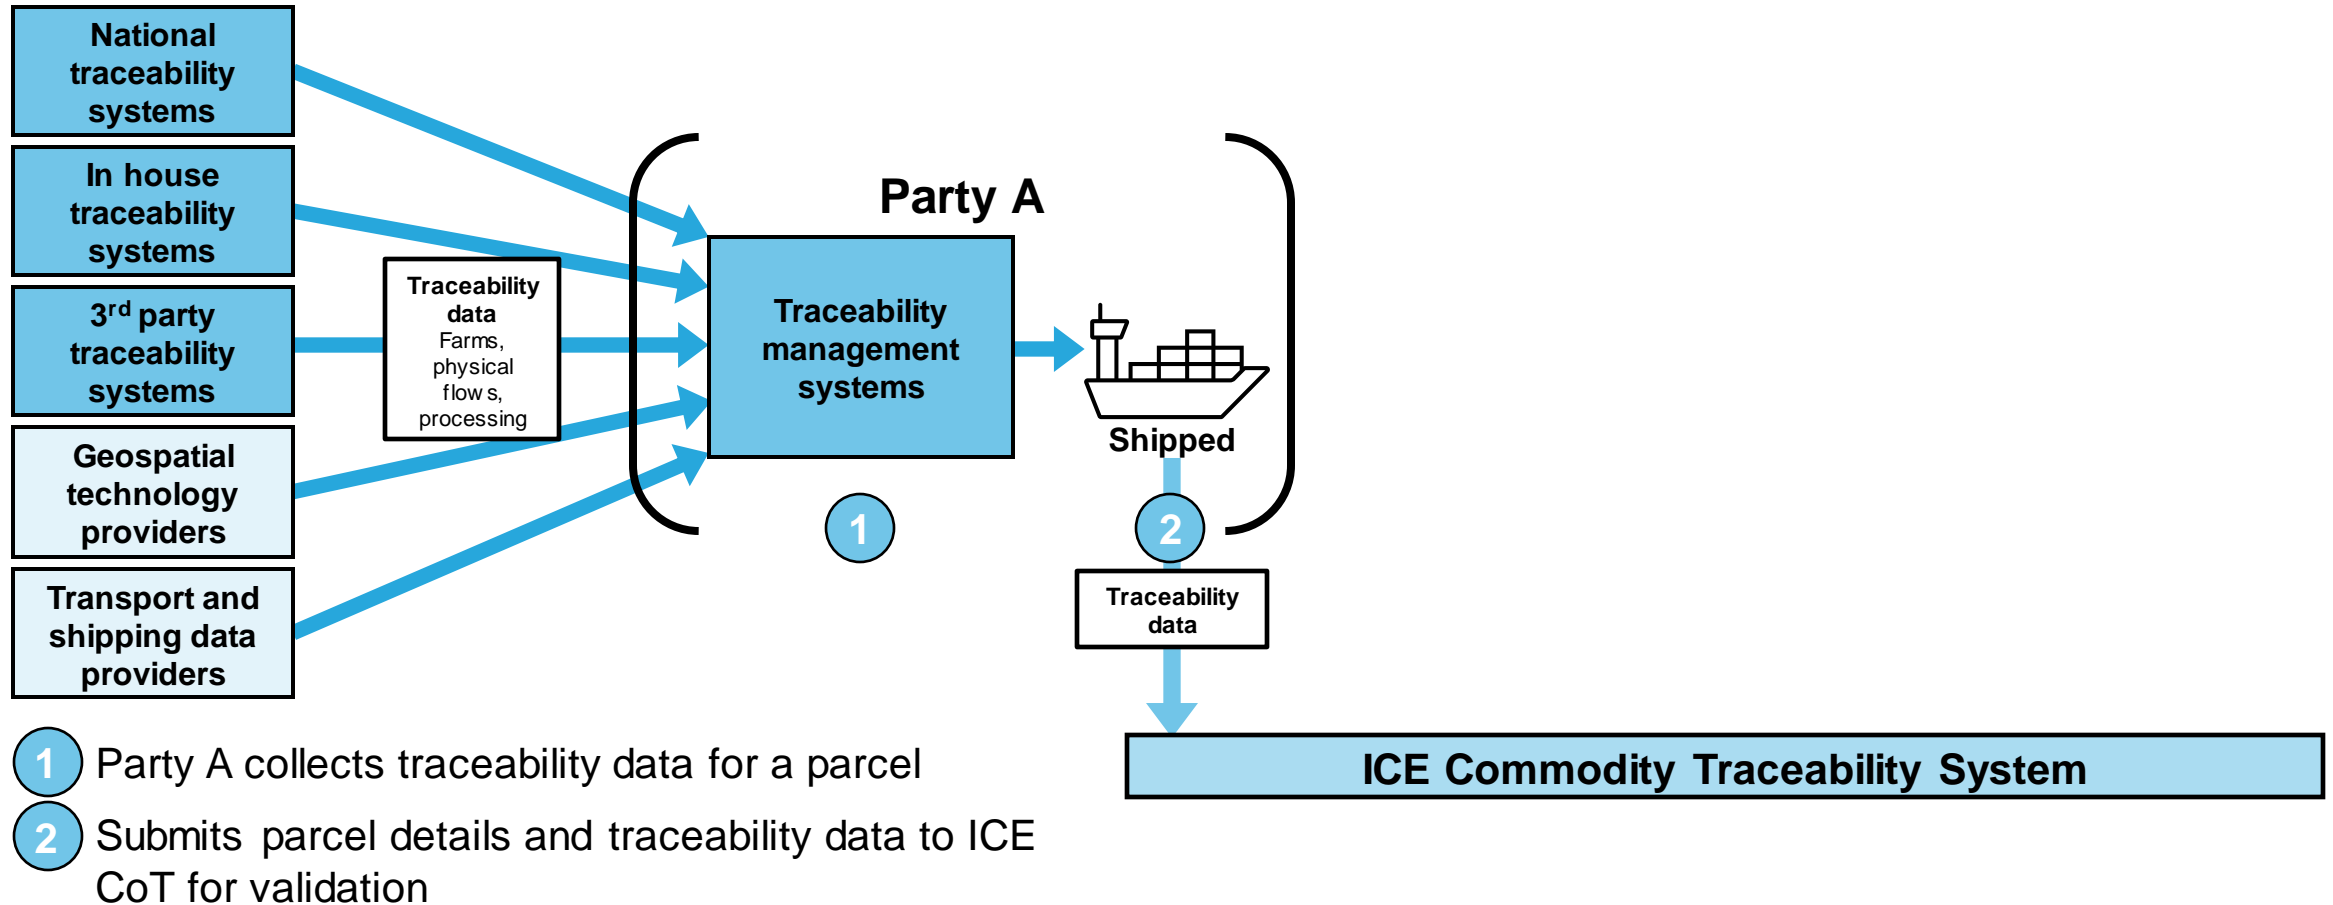 National
traceability
systems
In house
traceability
systems
3rd party
traceability
systems
Geospatial
technology
providers
Transport and
shipping data
providers
Traceability
data
Farms,
physical
flows,
processing
Party A
Traceability
management
systems
Shipped
1
2
Traceability
data
ICE Commodity Traceability System
1 Party A collects traceability data for a parcel
2 Submits parcel details and traceability data to ICE
CoT for validation